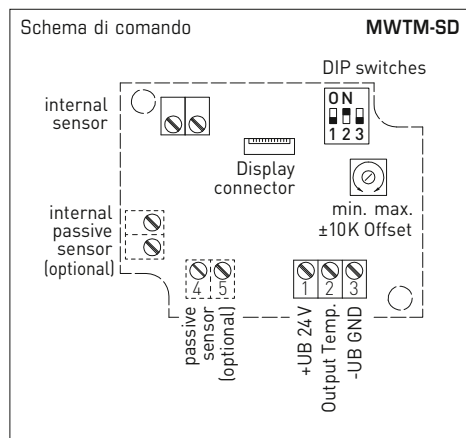 Schema di comando
MWTM-SD
DIP switches
ON
1 2 3
internal
sensor
Display
connector
min. max.
±10K Offset
internal
passive
sensor
(optional)
4 5
1 2 3
passive
sensor
(optional)
+UB 24 V
Output Temp.
-UB GND